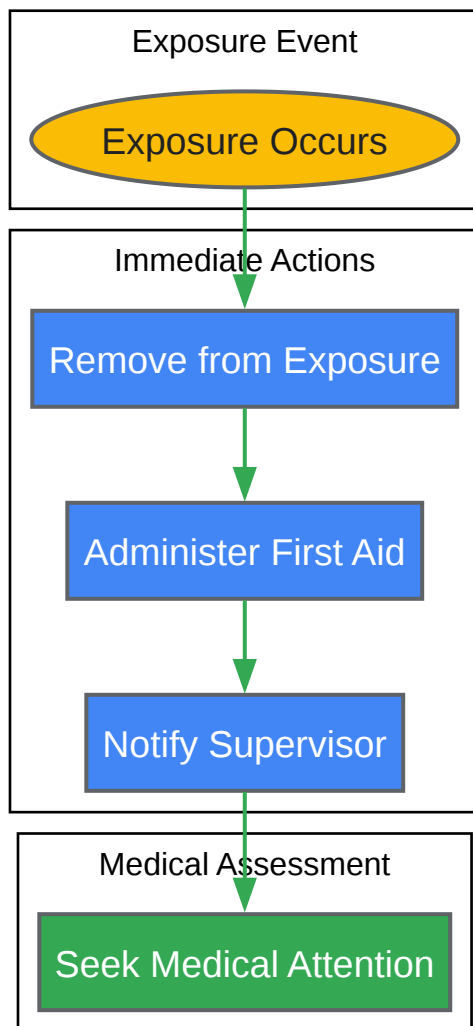 Exposure Event
Exposure Occurs
Immediate Actions
Remove from Exposure
Administer First Aid
Notify Supervisor
Medical Assessment
Seek Medical Attention